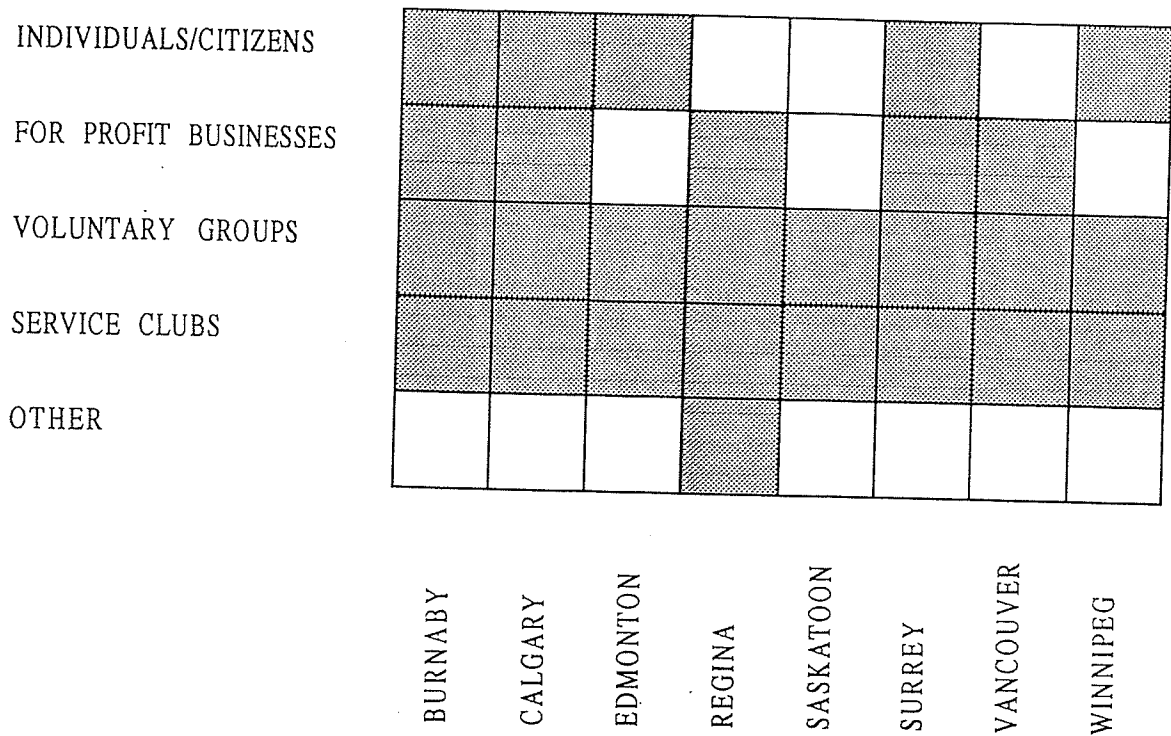 INDIVIDUALS/CITIZENS
FOR PROFIT BUSINESSES
VOLUNTARY GROUPS
SERVICE CLUBS
OTHER
BURNABY
CALGARY
EDMONTON
REGINA
SASKATOON
SURREY
VANCOUVER
WINNIPEG